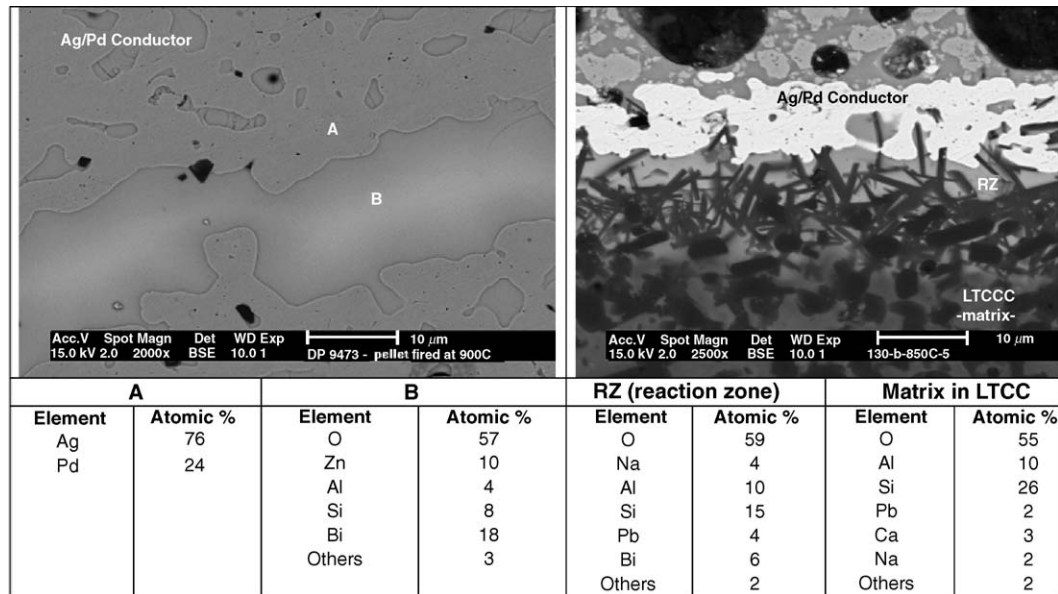 Ag/Pd Conductor
A
B
Acc.V Spot Magn Det WD Exp 10 µm
15.0 kV 2.0 2000x BSE 10.0 1 DP 9473 - pellet fired at 900C
Ag/Pd Conductor
RZ
LTCCC
-matrix-
Acc.V Spot Magn Det WD Exp 10 µm
15.0 kV 2.0 2500x BSE 10.0 1 130-b-850C-5
A B RZ (reaction zone) Matrix in LTCC
Element Atomic % Element Atomic % Element Atomic % Element Atomic %
Ag 76 O 57 O 59 O 55
Pd 24 Zn 10 Na 4 Al 10
Al 4 Al 10 Si 26
Si 8 Si 15 Pb 2
Bi 18 Pb 4 Ca 3
Others 3 Bi 6 Na 2
Others 2 Others 2